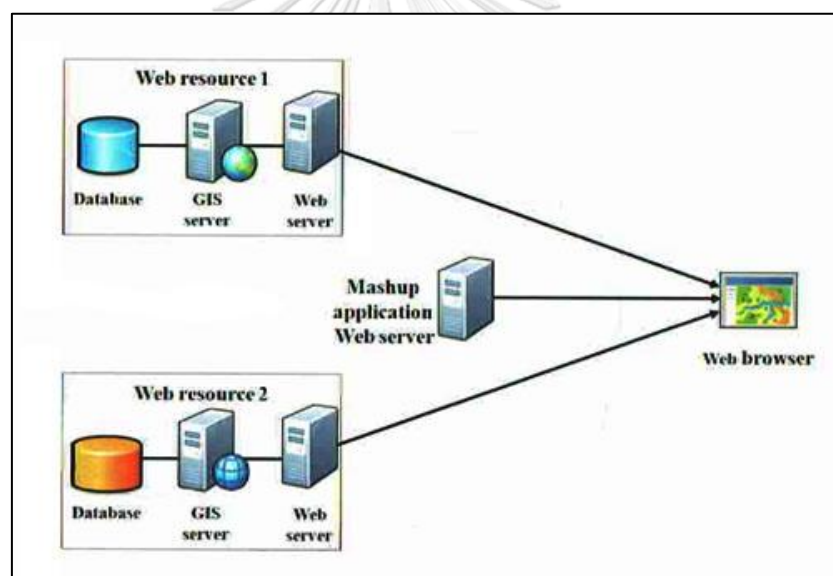 Web resource 1
Database
GIS
server
Web
server
Mashup
application
Web server
Web browser
Web resource 2
Database
GIS
server
Web
server